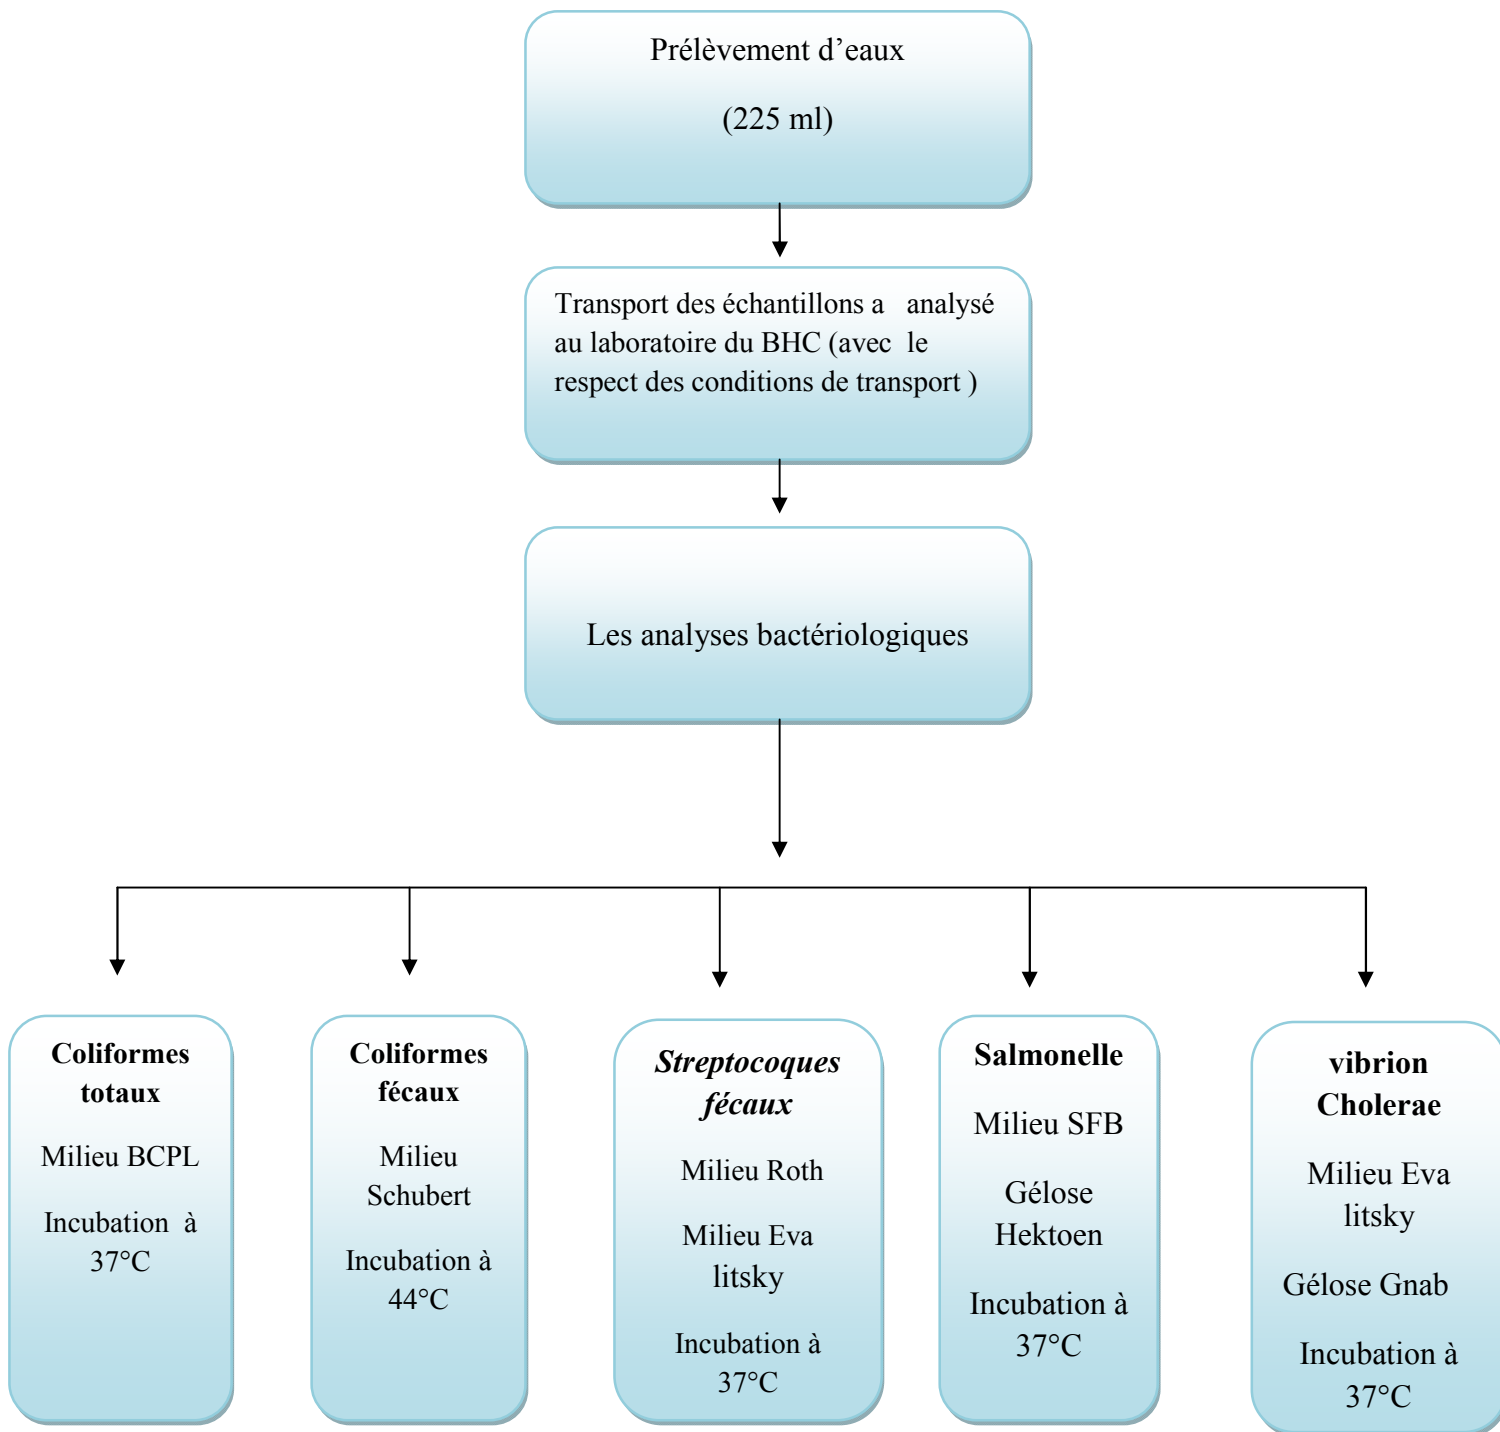 Prélèvement d’eaux
(225 ml)
Transport des échantillons a analysé
au laboratoire du BHC (avec le
respect des conditions de transport )
Les analyses bactériologiques
Coliformes
totaux
Milieu BCPL
Incubation à
37°C
Coliformes
fécaux
Milieu
Schubert
Incubation à
44°C
Streptocoques
fécaux
Milieu Roth
Milieu Eva
litsky
Incubation à
37°C
Salmonelle
Milieu SFB
Gélose
Hektoen
Incubation à
37°C
vibrion
Cholerae
Milieu Eva
litsky
Gélose Gnab
Incubation à
37°C